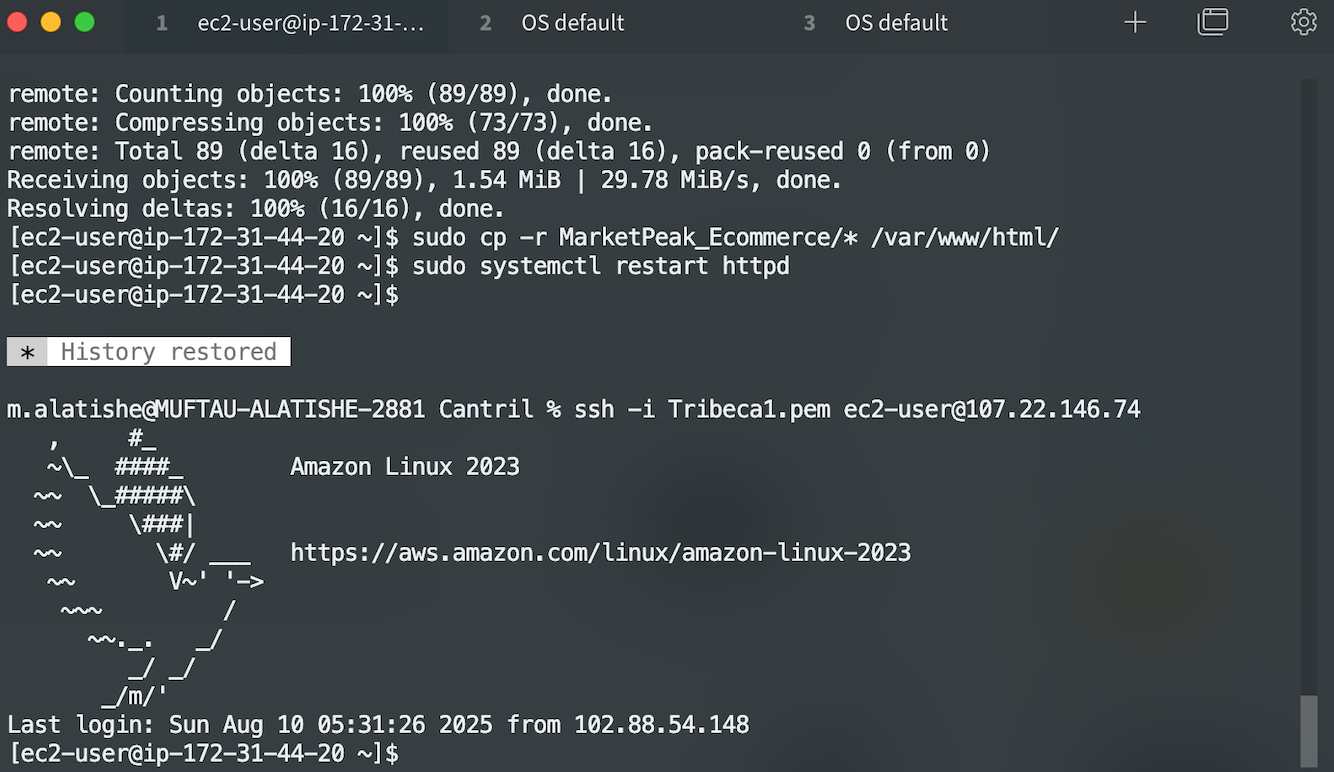 1 ec2-user@ip-172-31-... 2 OS default 3 OS default
remote: Counting objects: 100% (89/89), done.
remote: Compressing objects: 100% (73/73), done.
remote: Total 89 (delta 16), reused 89 (delta 16), pack-reused 0 (from 0)
Receiving objects: 100% (89/89), 1.54 MiB | 29.78 MiB/s, done.
Resolving deltas: 100% (16/16), done.
[ec2-user@ip-172-31-44-20 ~]$ sudo cp -r MarketPeak_Ecommerce/* /var/www/html/
[ec2-user@ip-172-31-44-20 ~]$ sudo systemctl restart httpd
[ec2-user@ip-172-31-44-20 ~]$
* History restored
m.alatishe@MUFTAU-ALATISHE-2881 Cantril % ssh -i Tribeca1.pem ec2-user@107.22.146.74
   ,     #_
   ~\_  ####_        Amazon Linux 2023
  ~~  \_#####\
  ~~     \###|
  ~~       \#/ ___   https://aws.amazon.com/linux/amazon-linux-2023
   ~~       V~' '->
    ~~~         /
      ~~._.   _/
         _/ _/
       _/m/'
Last login: Sun Aug 10 05:31:26 2025 from 102.88.54.148
[ec2-user@ip-172-31-44-20 ~]$